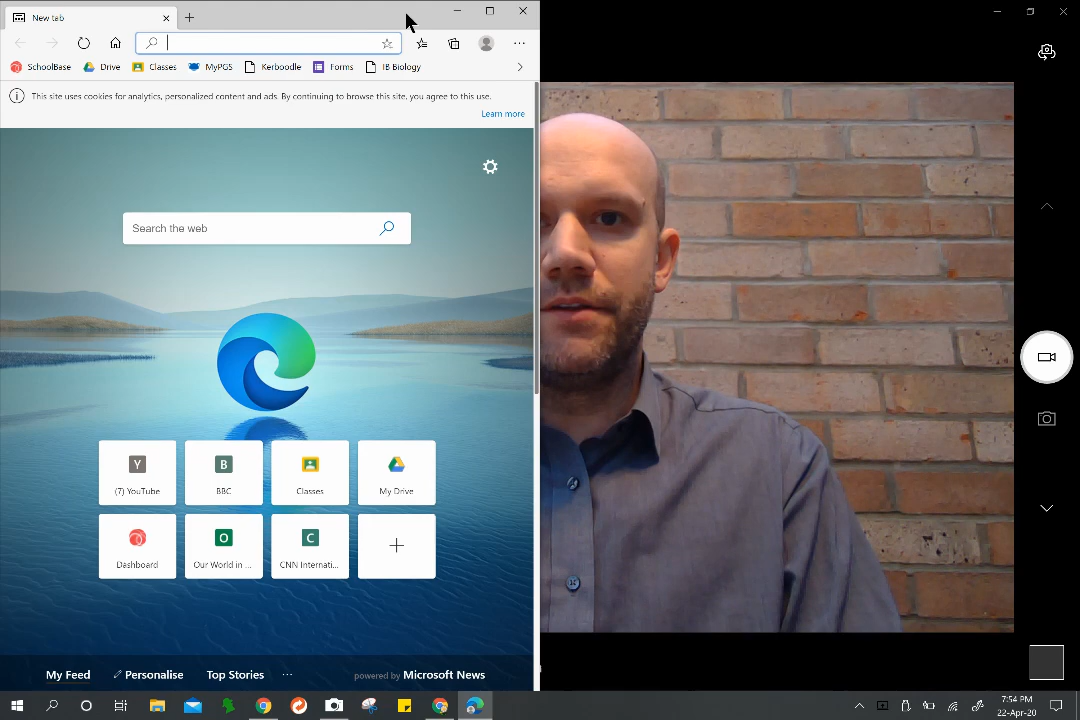 New tab
SchoolBase Drive Classes MyPGS Kerboodle Forms IB Biology
This site uses cookies for analytics, personalized content and ads. By continuing to browse this site, you agree to this use.
Learn more
Search the web
Y B
(7) YouTube BBC Classes My Drive
O C
Dashboard Our World in ... CNN Internati...
My Feed Personalise Top Stories ... powered by Microsoft News
7:54 PM
22-Apr-20